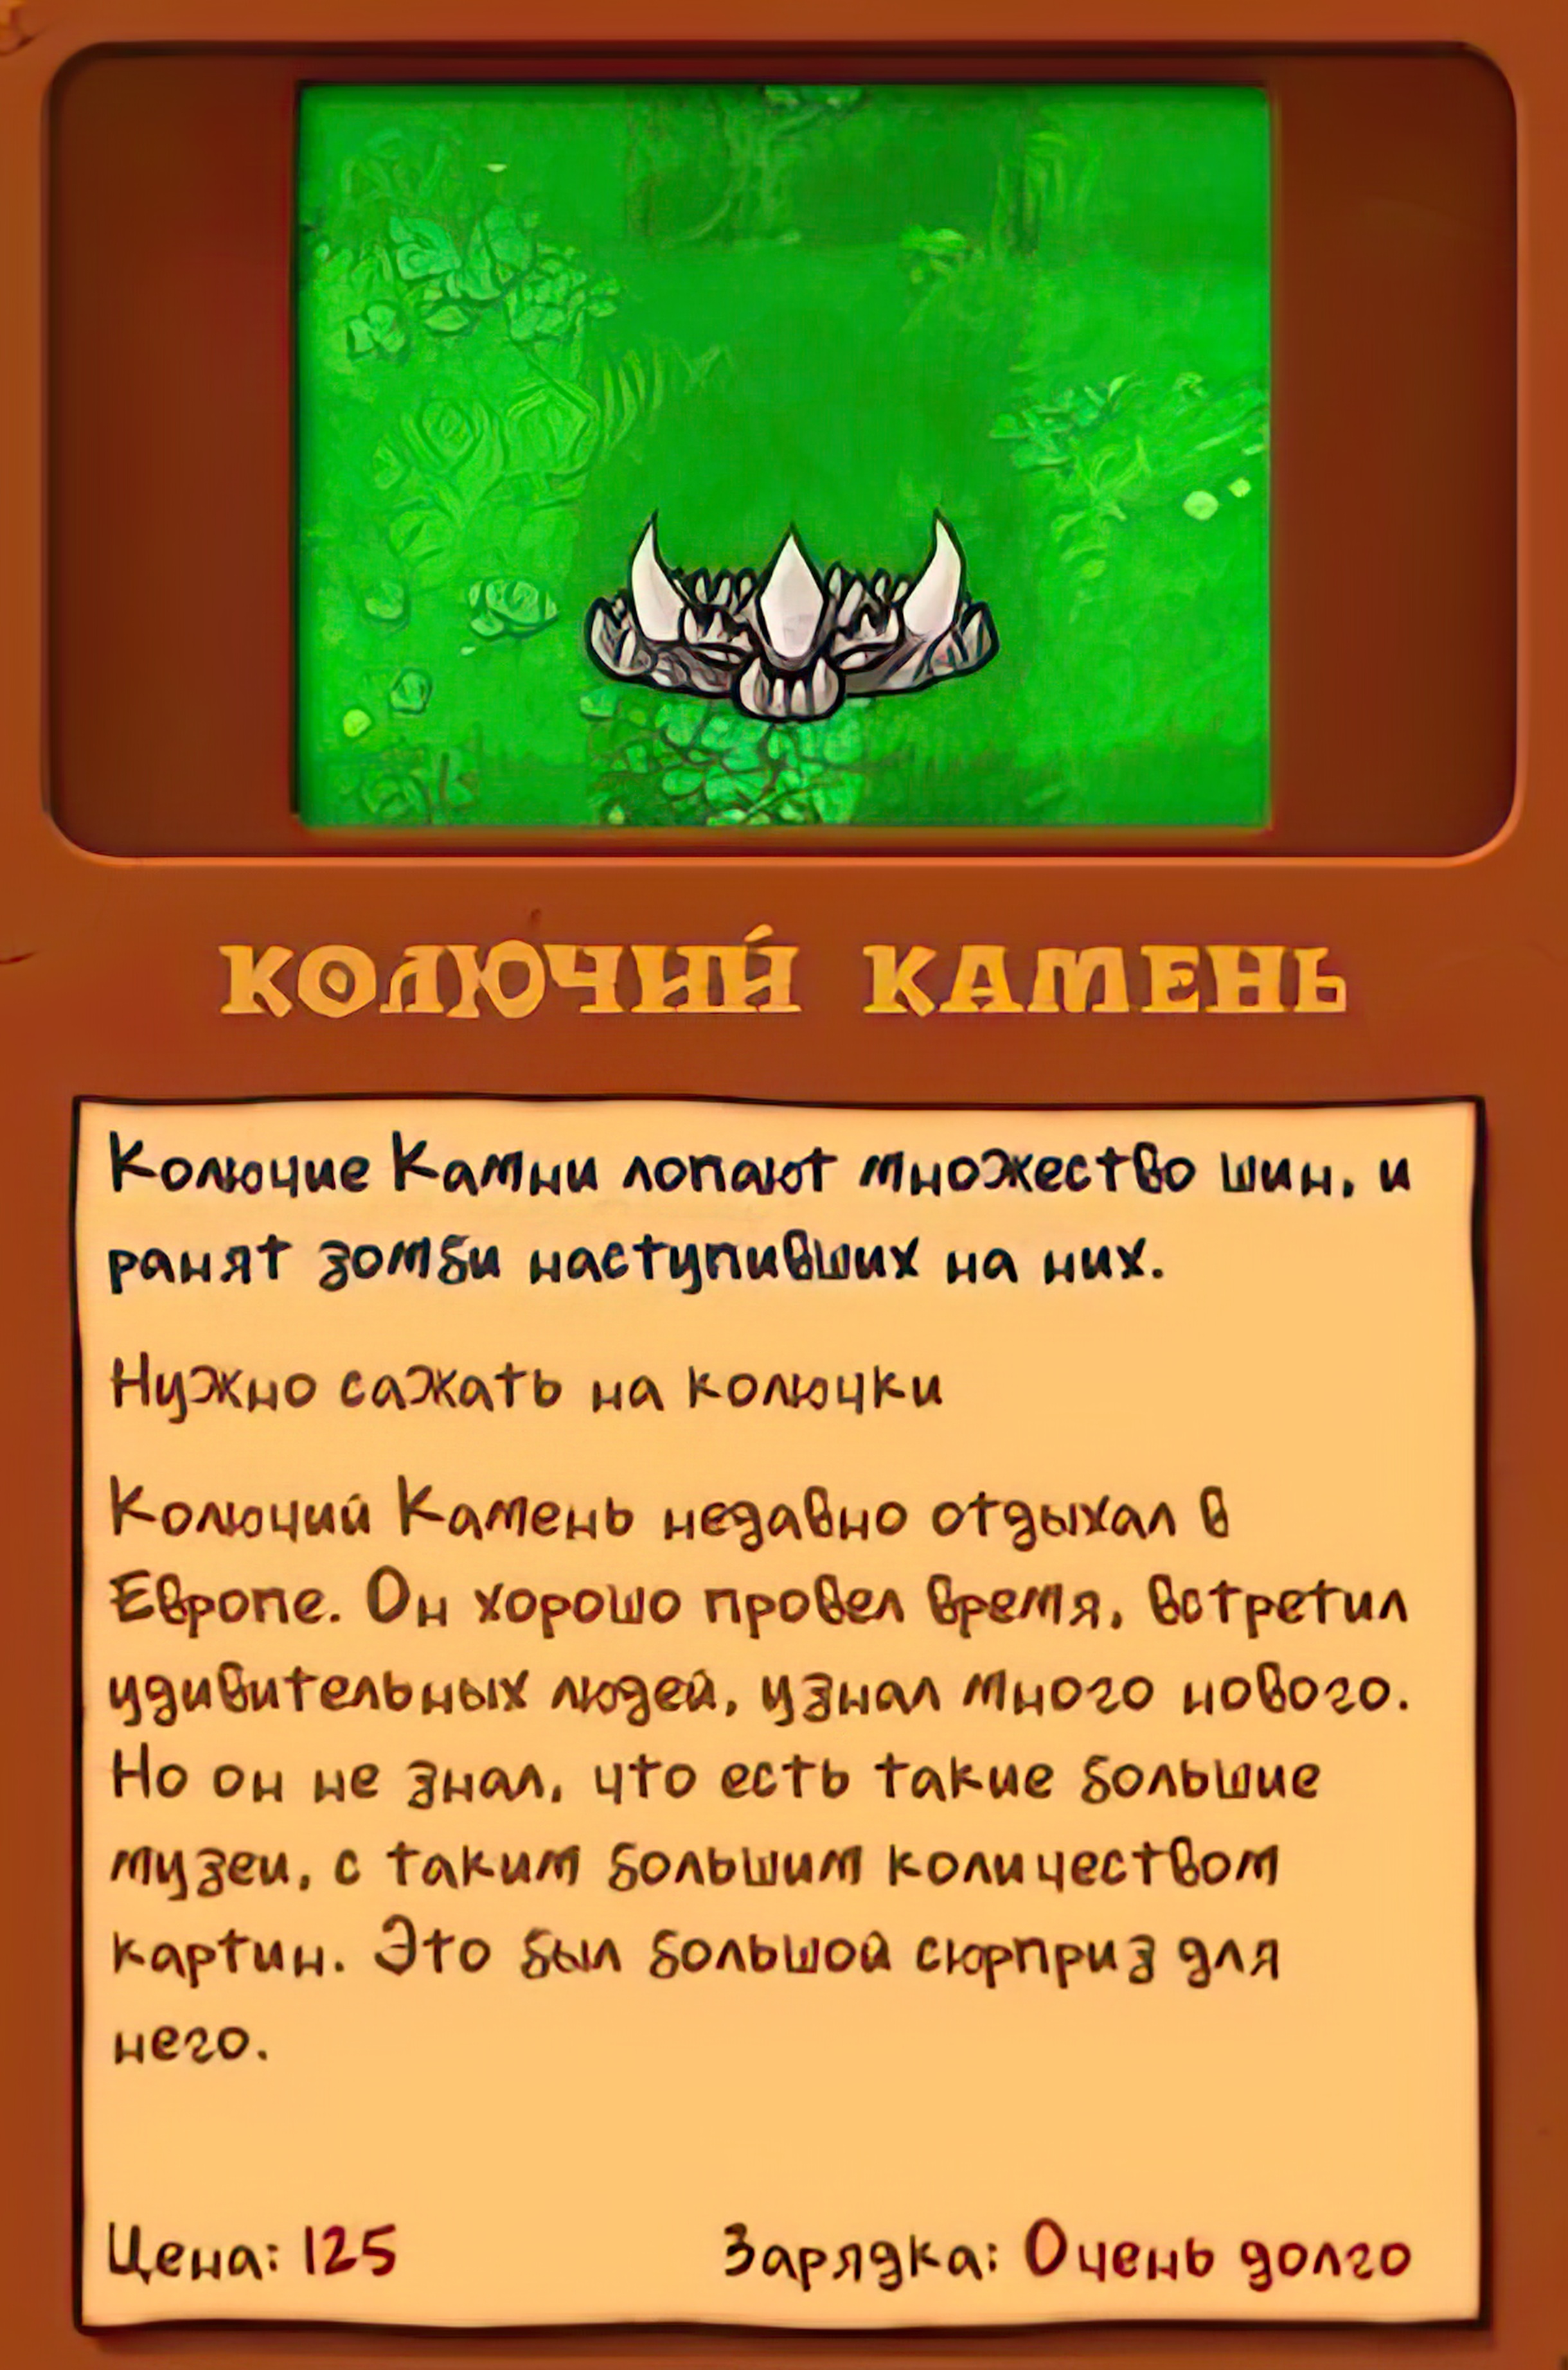 КОЛЮЧИЙ КАМЕНЬ
Колючие Камни лопают множество шин, и
ранят зомби наступивших на них.
Нужно сажать на колючки
Колючий Камень недавно отдыхал в
Европе. Он хорошо провел время, встретил
удивительных людей, узнал много нового.
Но он не знал, что есть такие большие
музеи, с таким большим количеством
картин. Это был большой сюрприз для
него.
Цена: 125 Зарядка: Очень долго